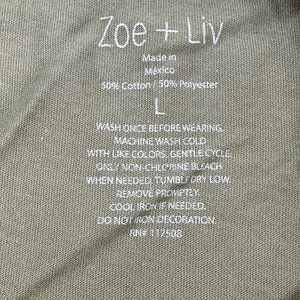 Zoe + Liv
Made in
México
50% Cotton / 50% Polyester
L
WASH ONCE BEFORE WEARING.
MACHINE WASH COLD
WITH LIKE COLORS, GENTLE CYCLE.
ONLY NON-CHLORINE BLEACH
WHEN NEEDED. TUMBLE DRY LOW.
REMOVE PROMPTLY.
COOL IRON IF NEEDED.
DO NOT IRON DECORATION.
RN# 117508